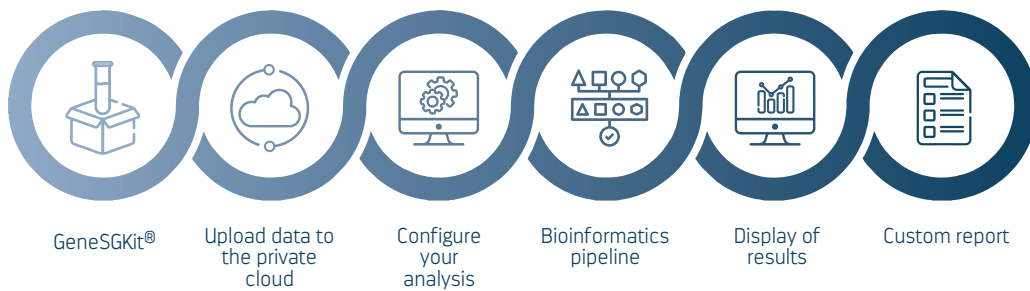 GeneSGKit®
Upload data to
the private
cloud
Configure
your
analysis
Bioinformatics
pipeline
Display of
results
Custom report